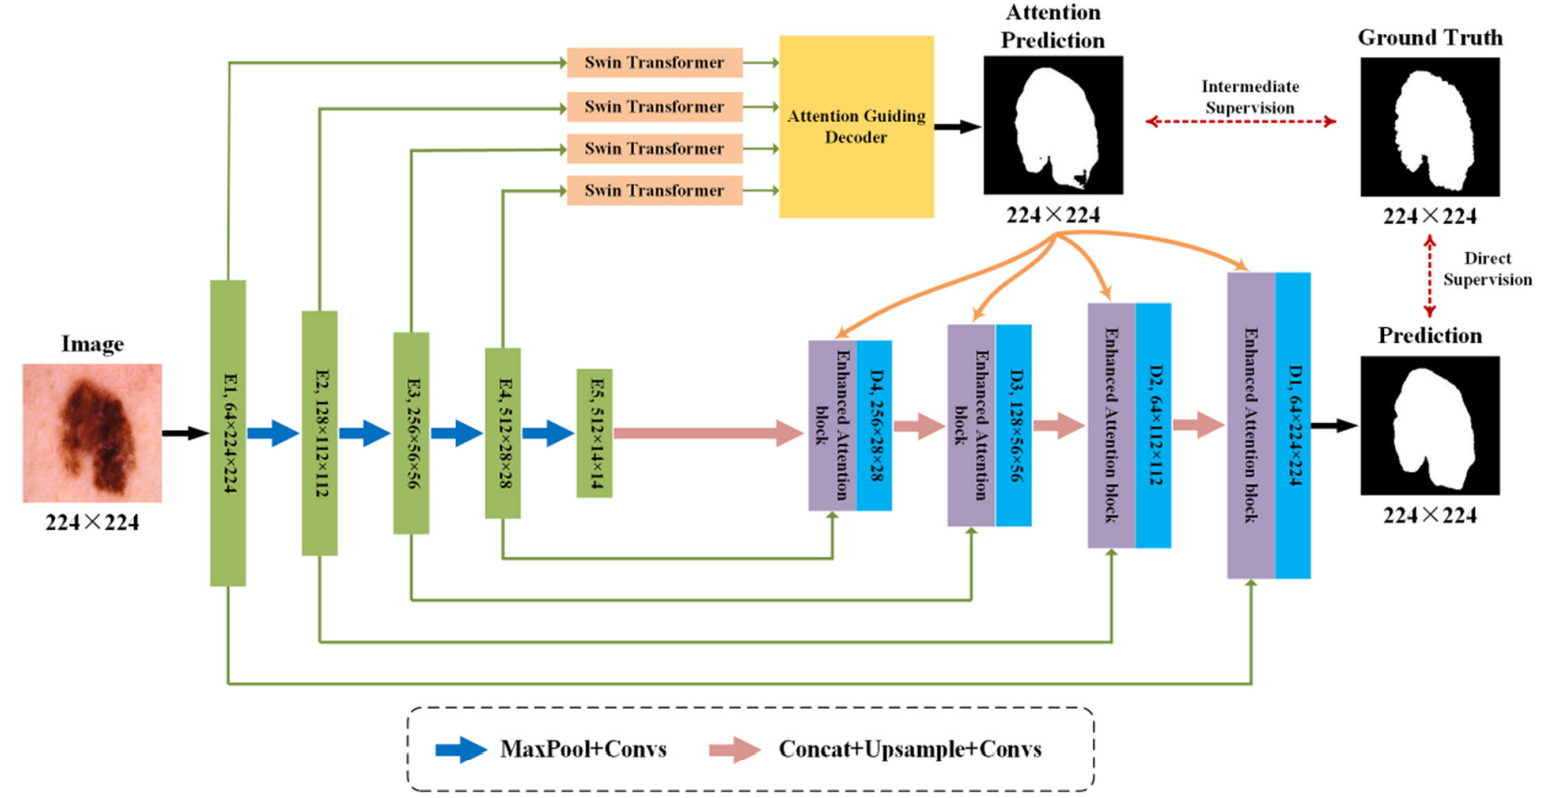 Attention
Prediction
Ground Truth
Swin Transformer
Swin Transformer
Swin Transformer
Swin Transformer
Attention Guiding
Decoder
Intermediate
Supervision
224×224
224×224
Direct
Supervision
Image
224×224
E1, 64×224×224
E2, 128×112×112
E3, 256×56×56
E4, 512×28×28
E5, 512×14×14
Enhanced Attention
block
D4, 256×28×28
Enhanced Attention
block
D3, 128×56×56
Enhanced Attention block
D2, 64×112×112
Enhanced Attention block
D1, 64×224×224
Prediction
224×224
MaxPool+Convs
Concat+Upsample+Convs